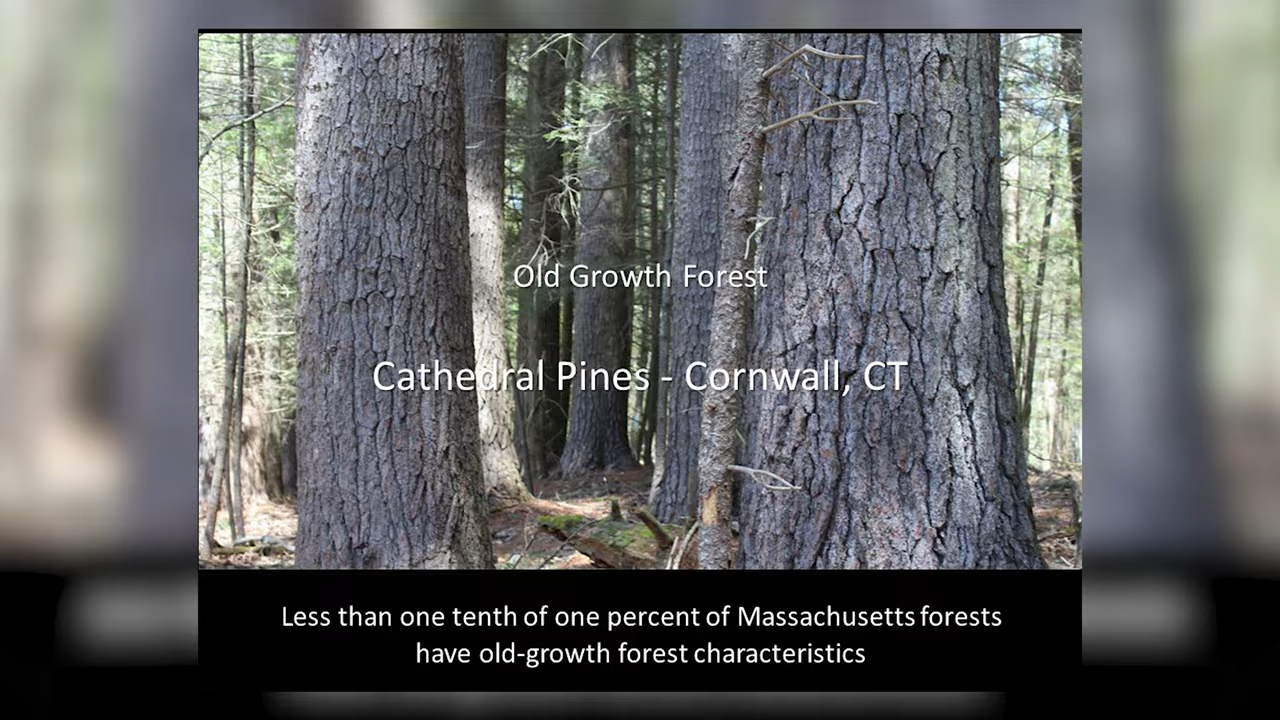 Old Growth Forest
Cathedral Pines - Cornwall, CT
Less than one tenth of one percent of Massachusetts forests
have old-growth forest characteristics